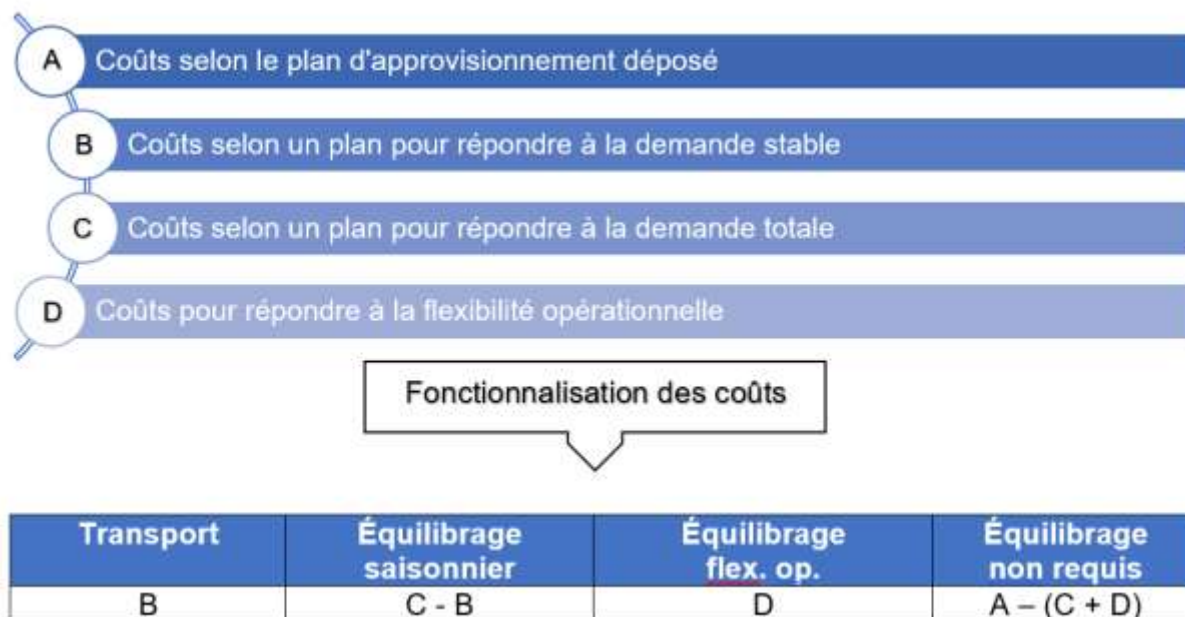 A Coûts selon le plan d'approvisionnement déposé
B Coûts selon un plan pour répondre à la demande stable
C Coûts selon un plan pour répondre à la demande totale
D Coûts pour répondre à la flexibilité opérationnelle
Fonctionnalisation des coûts
Transport Équilibrage saisonnier Équilibrage flex. op. Équilibrage non requis
B C - B D A – (C + D)